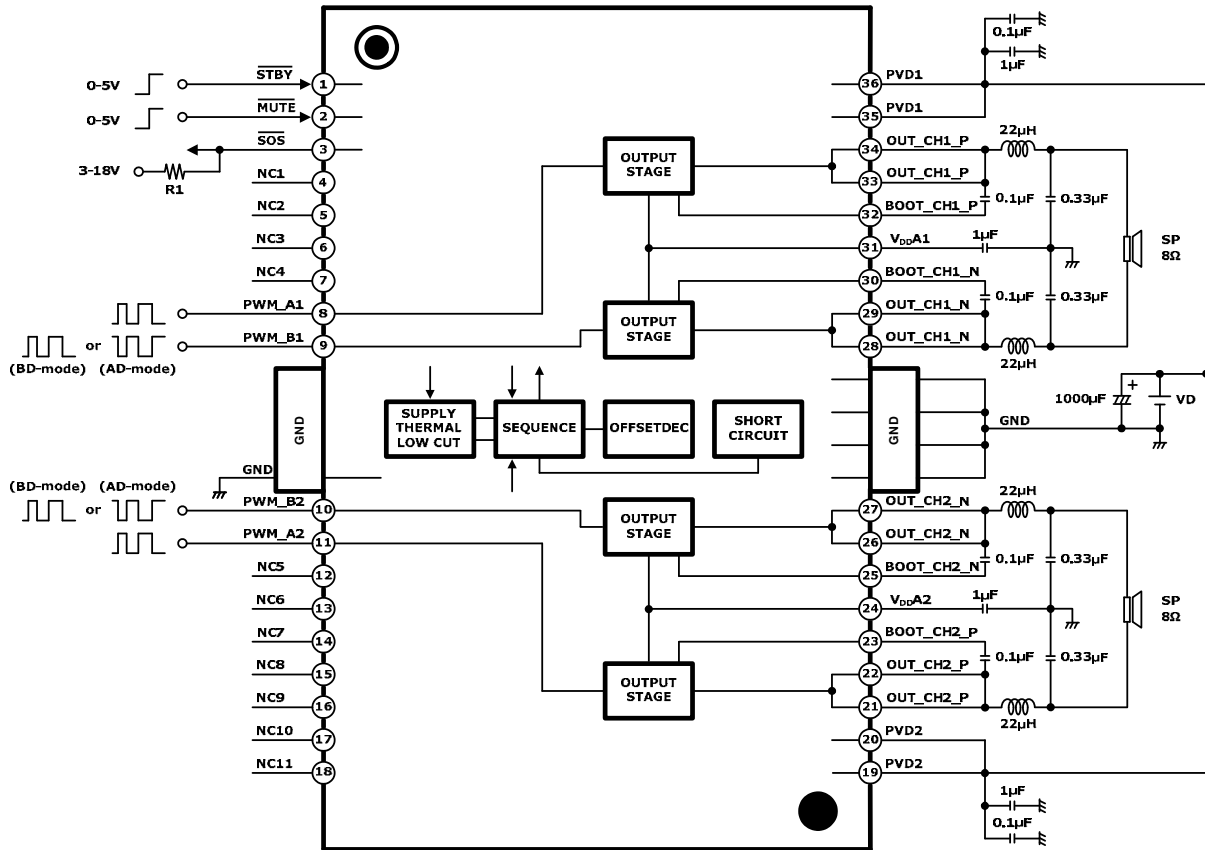 0.1µF
1µF
0-5V
STBY
1
36
PVD1
0-5V
MUTE
2
35
PVD1
SOS
3
OUTPUT
STAGE
34
OUT_CH1_P
22µH
3-18V
R1
NC1
4
33
OUT_CH1_P
0.1µF
0.33µF
NC2
5
32
BOOT_CH1_P
NC3
6
31
VDDA1
1µF
SP
8Ω
NC4
7
30
BOOT_CH1_N
0.1µF
0.33µF
PWM_A1
8
OUTPUT
STAGE
29
OUT_CH1_N
or
PWM_B1
9
28
OUT_CH1_N
22µH
(BD-mode)
(AD-mode)
GND
SUPPLY
THERMAL
LOW CUT
SEQUENCE
OFFSETDEC
SHORT
CIRCUIT
GND
GND
1000µF
+
VD
GND
(BD-mode)
(AD-mode)
or
PWM_B2
10
OUTPUT
STAGE
27
OUT_CH2_N
22µH
PWM_A2
11
26
OUT_CH2_N
0.1µF
0.33µF
NC5
12
25
BOOT_CH2_N
NC6
13
24
VDDA2
1µF
SP
8Ω
NC7
14
23
BOOT_CH2_P
0.1µF
0.33µF
NC8
15
OUTPUT
STAGE
22
OUT_CH2_P
NC9
16
21
OUT_CH2_P
22µH
NC10
17
20
PVD2
NC11
18
19
PVD2
1µF
0.1µF